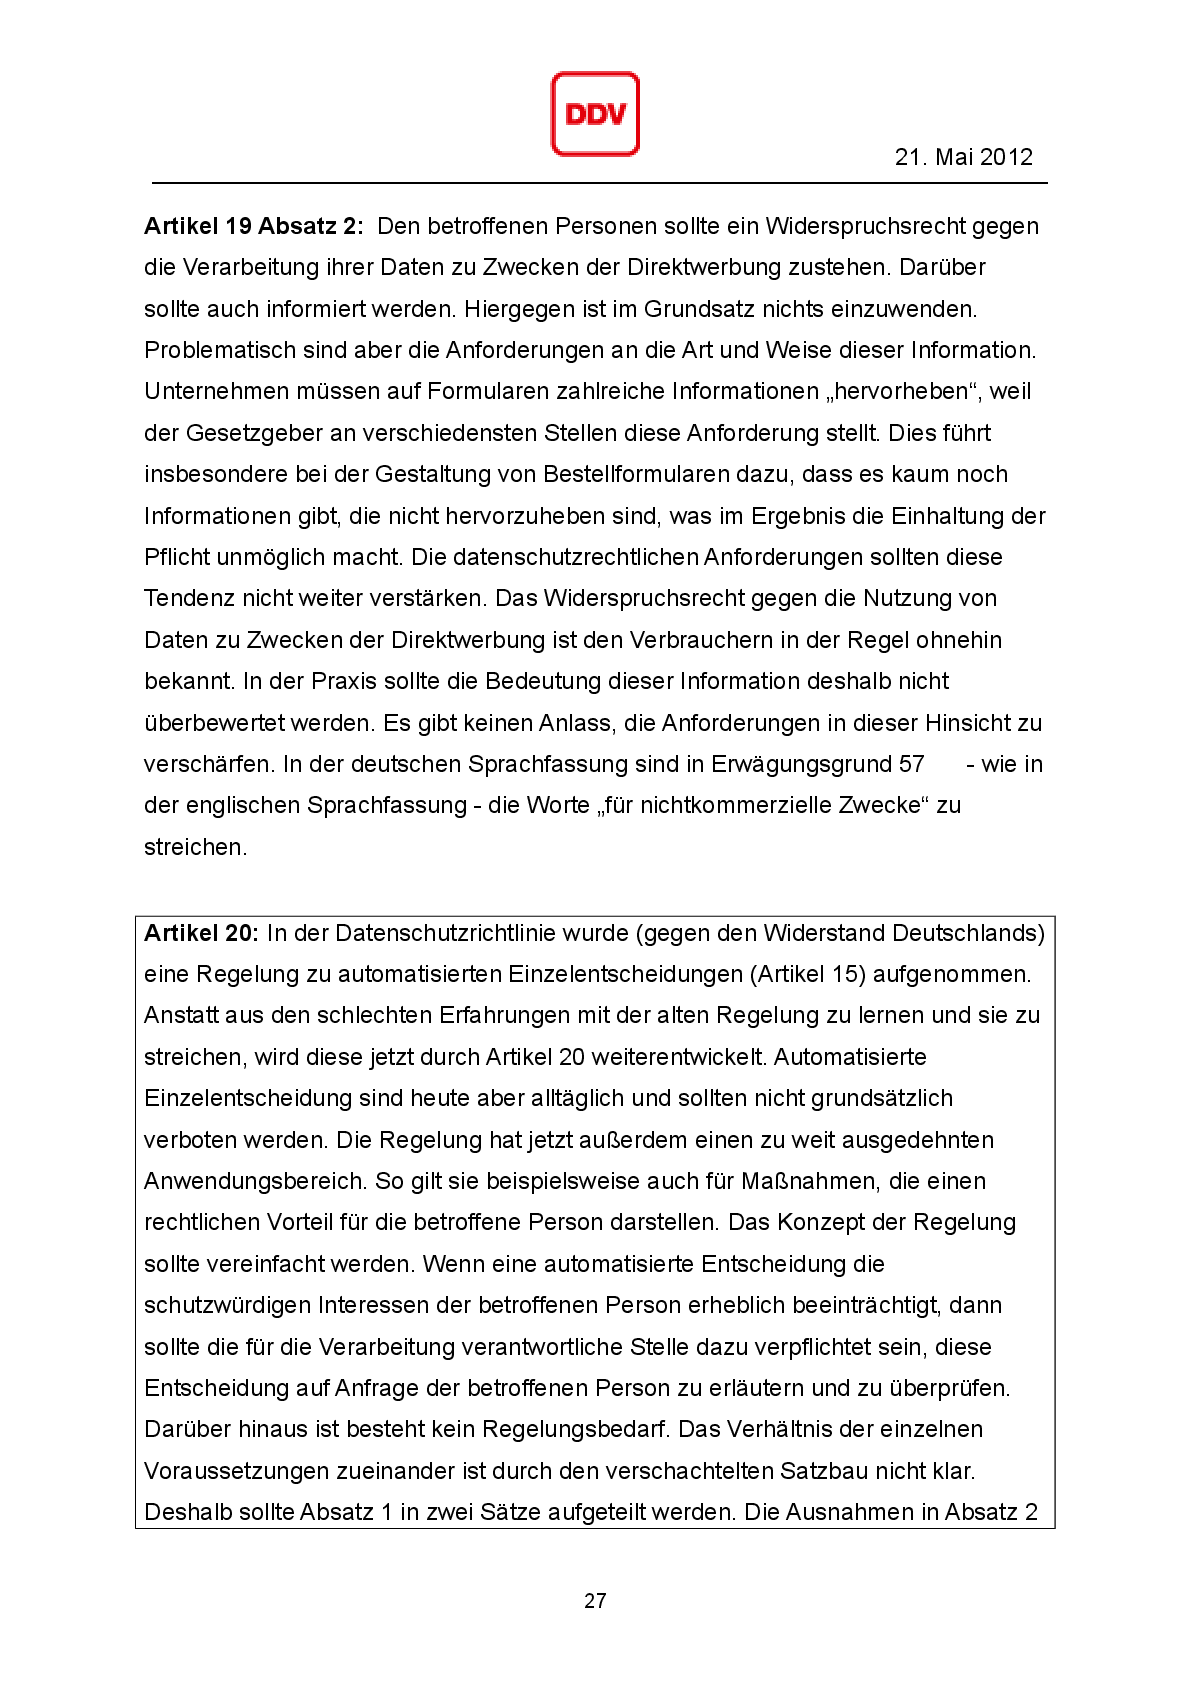 DDV
21. Mai 2012
Artikel 19 Absatz 2:  Den betroffenen Personen sollte ein Widerspruchsrecht gegen
die Verarbeitung ihrer Daten zu Zwecken der Direktwerbung zustehen. Darüber
sollte auch informiert werden. Hiergegen ist im Grundsatz nichts einzuwenden.
Problematisch sind aber die Anforderungen an die Art und Weise dieser Information.
Unternehmen müssen auf Formularen zahlreiche Informationen „hervorheben“, weil
der Gesetzgeber an verschiedensten Stellen diese Anforderung stellt. Dies führt
insbesondere bei der Gestaltung von Bestellformularen dazu, dass es kaum noch
Informationen gibt, die nicht hervorzuheben sind, was im Ergebnis die Einhaltung der
Pflicht unmöglich macht. Die datenschutzrechtlichen Anforderungen sollten diese
Tendenz nicht weiter verstärken. Das Widerspruchsrecht gegen die Nutzung von
Daten zu Zwecken der Direktwerbung ist den Verbrauchern in der Regel ohnehin
bekannt. In der Praxis sollte die Bedeutung dieser Information deshalb nicht
überbewertet werden. Es gibt keinen Anlass, die Anforderungen in dieser Hinsicht zu
verschärfen. In der deutschen Sprachfassung sind in Erwägungsgrund 57 - wie in
der englischen Sprachfassung - die Worte „für nichtkommerzielle Zwecke“ zu
streichen.
Artikel 20: In der Datenschutzrichtlinie wurde (gegen den Widerstand Deutschlands)
eine Regelung zu automatisierten Einzelentscheidungen (Artikel 15) aufgenommen.
Anstatt aus den schlechten Erfahrungen mit der alten Regelung zu lernen und sie zu
streichen, wird diese jetzt durch Artikel 20 weiterentwickelt. Automatisierte
Einzelentscheidung sind heute aber alltäglich und sollten nicht grundsätzlich
verboten werden. Die Regelung hat jetzt außerdem einen zu weit ausgedehnten
Anwendungsbereich. So gilt sie beispielsweise auch für Maßnahmen, die einen
rechtlichen Vorteil für die betroffene Person darstellen. Das Konzept der Regelung
sollte vereinfacht werden. Wenn eine automatisierte Entscheidung die
schutzwürdigen Interessen der betroffenen Person erheblich beeinträchtigt, dann
sollte die für die Verarbeitung verantwortliche Stelle dazu verpflichtet sein, diese
Entscheidung auf Anfrage der betroffenen Person zu erläutern und zu überprüfen.
Darüber hinaus ist besteht kein Regelungsbedarf. Das Verhältnis der einzelnen
Voraussetzungen zueinander ist durch den verschachtelten Satzbau nicht klar.
Deshalb sollte Absatz 1 in zwei Sätze aufgeteilt werden. Die Ausnahmen in Absatz 2
27